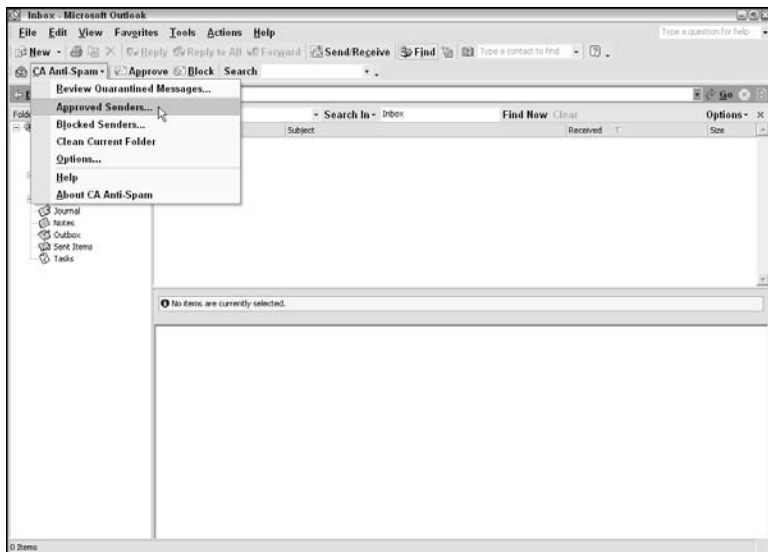 Inbox - Microsoft Outlook
File Edit View Favorites Tools Actions Help Type a question for help
New Reply Reply to All Forward Send/Receive Find Type a contact to find
CA Anti-Spam Approve Block Search
Review Quarantined Messages...
Go
Approved Senders...
Search In Inbox Find Now Clear Options
Blocked Senders...
Subject Received Size
Clean Current Folder
Options...
Help
About CA Anti-Spam
Journal
Notes
Outbox
Sent Items
Tasks
No items are currently selected.
0 Items